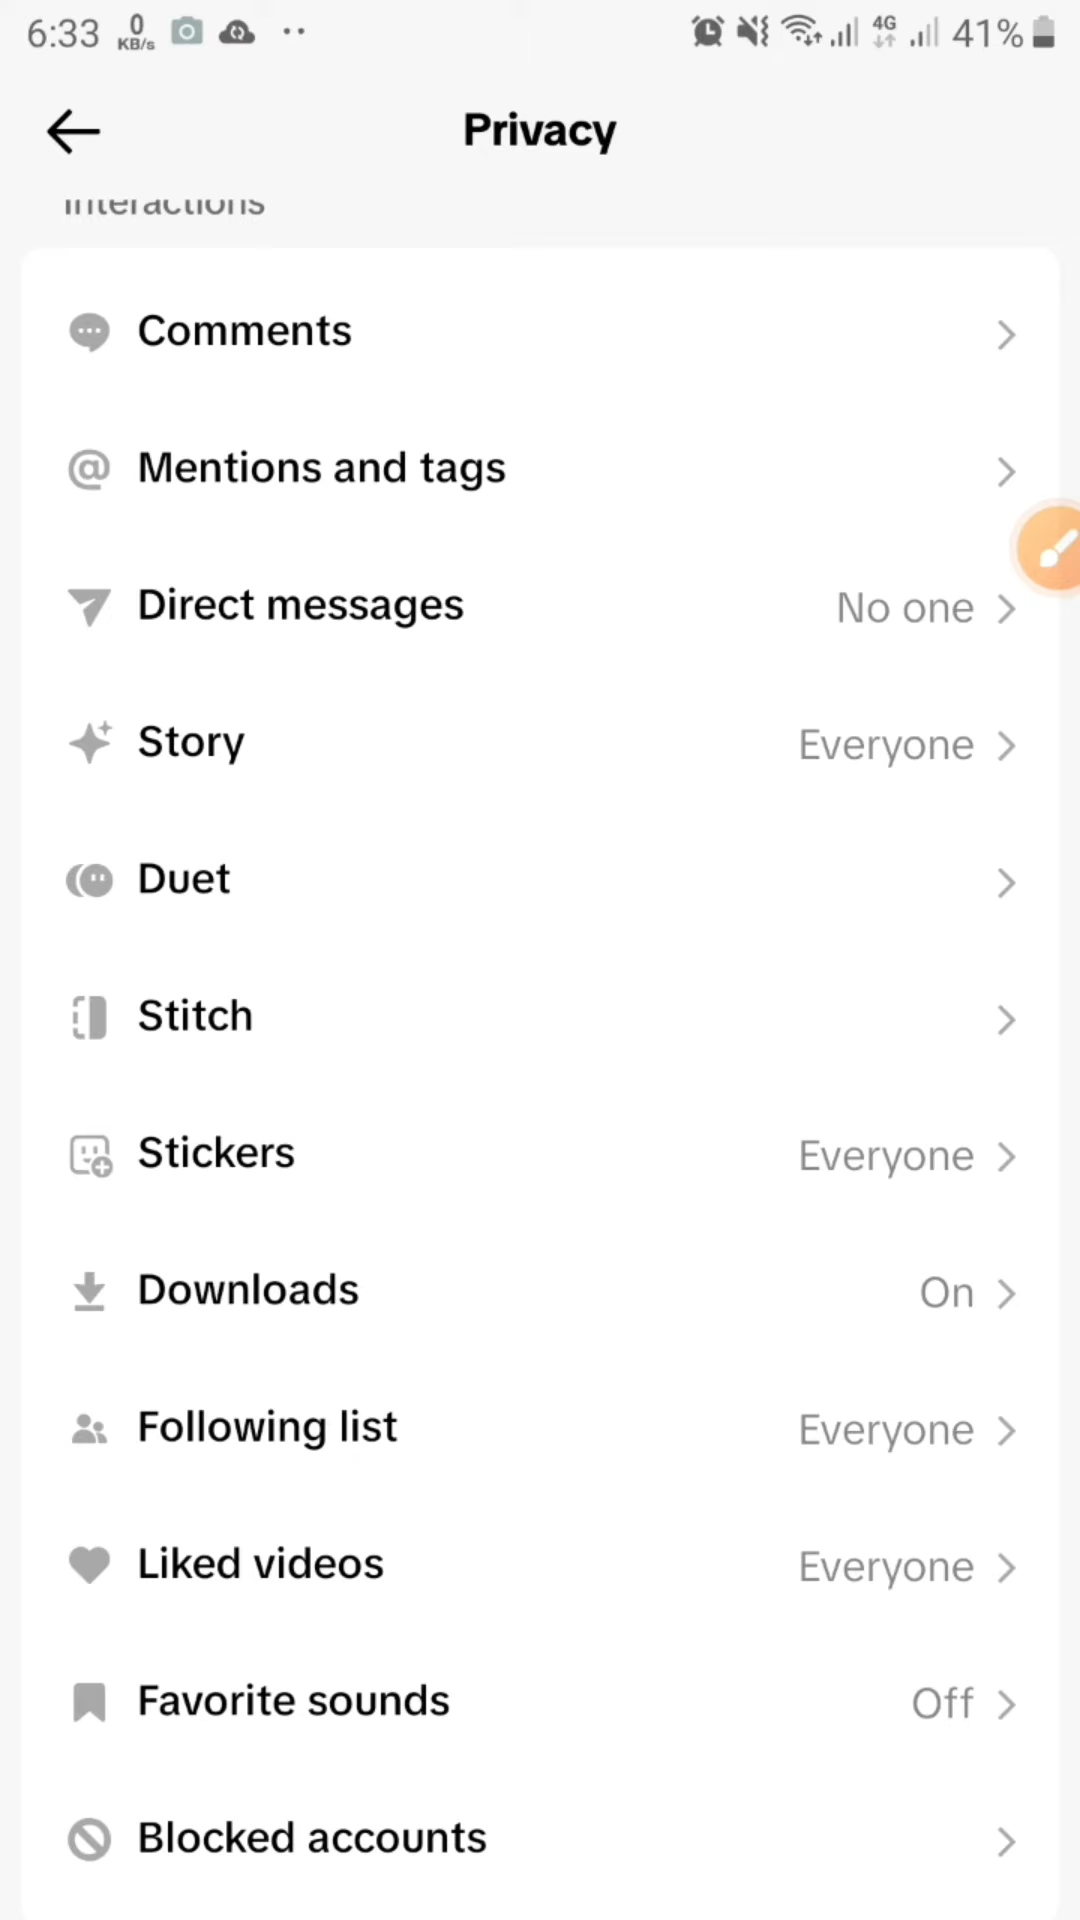 6:33 0 KB/s 4G 41%
Privacy
Interactions
Comments
Mentions and tags
Direct messages No one
Story Everyone
Duet
Stitch
Stickers Everyone
Downloads On
Following list Everyone
Liked videos Everyone
Favorite sounds Off
Blocked accounts